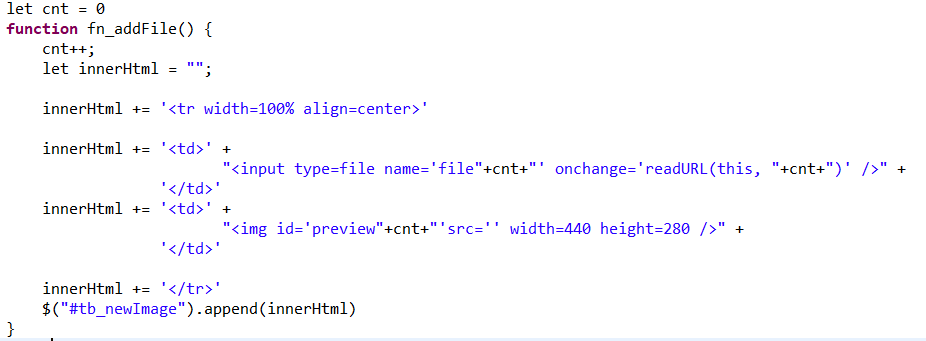 let cnt = 0
function fn_addFile() {
    cnt++;
    let innerHtml = "";
    innerHtml += '<tr width=100% align=center>'
    innerHtml += '<td>' +
                        "<input type=file name='file"+cnt+"' onchange='readURL(this, "+cnt+")' />" +
                 '</td>'
    innerHtml += '<td>' +
                        "<img id='preview"+cnt+"'src='' width=440 height=280 />" +
                 '</td>'
    innerHtml += '</tr>'
    $("#tb_newImage").append(innerHtml)
}